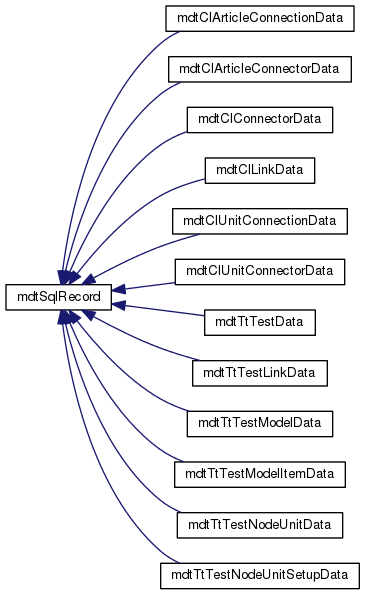 mdtClArticleConnectionData
mdtClArticleConnectorData
mdtClConnectorData
mdtClLinkData
mdtClUnitConnectionData
mdtClUnitConnectorData
mdtSqlRecord
mdtTtTestData
mdtTtTestLinkData
mdtTtTestModelData
mdtTtTestModelItemData
mdtTtTestNodeUnitData
mdtTtTestNodeUnitSetupData